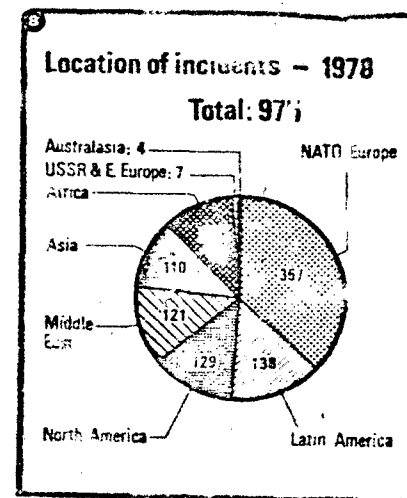 8
Location of incidents – 1978
Total:
Australasia; 4
USSR & E. Europe; 7
NATO Europe
Africa
Asia
110
Middle
East
121
129
138
North America
Latin America